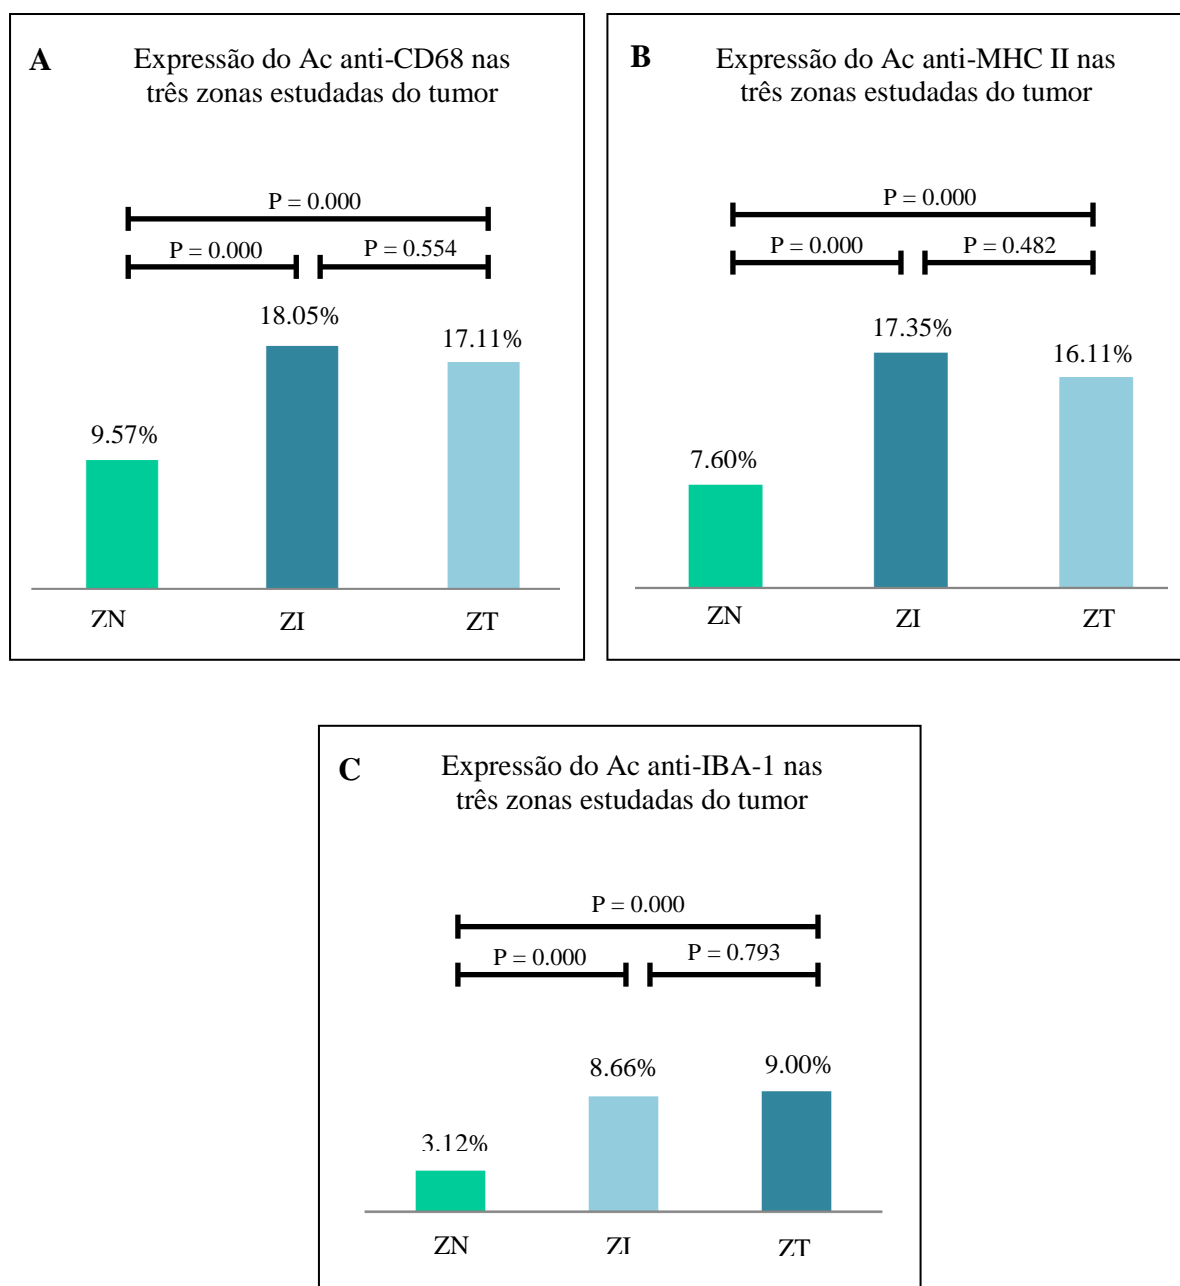 A
Expressão do Ac anti-CD68 nas
três zonas estudadas do tumor
P = 0.000
P = 0.000
P = 0.554
18.05%
17.11%
9.57%
ZN
ZI
ZT
B
Expressão do Ac anti-MHC II nas
três zonas estudadas do tumor
P = 0.000
P = 0.000
P = 0.482
17.35%
16.11%
7.60%
ZN
ZI
ZT
C
Expressão do Ac anti-IBA-1 nas
três zonas estudadas do tumor
P = 0.000
P = 0.000
P = 0.793
8.66%
9.00%
3.12%
ZN
ZI
ZT